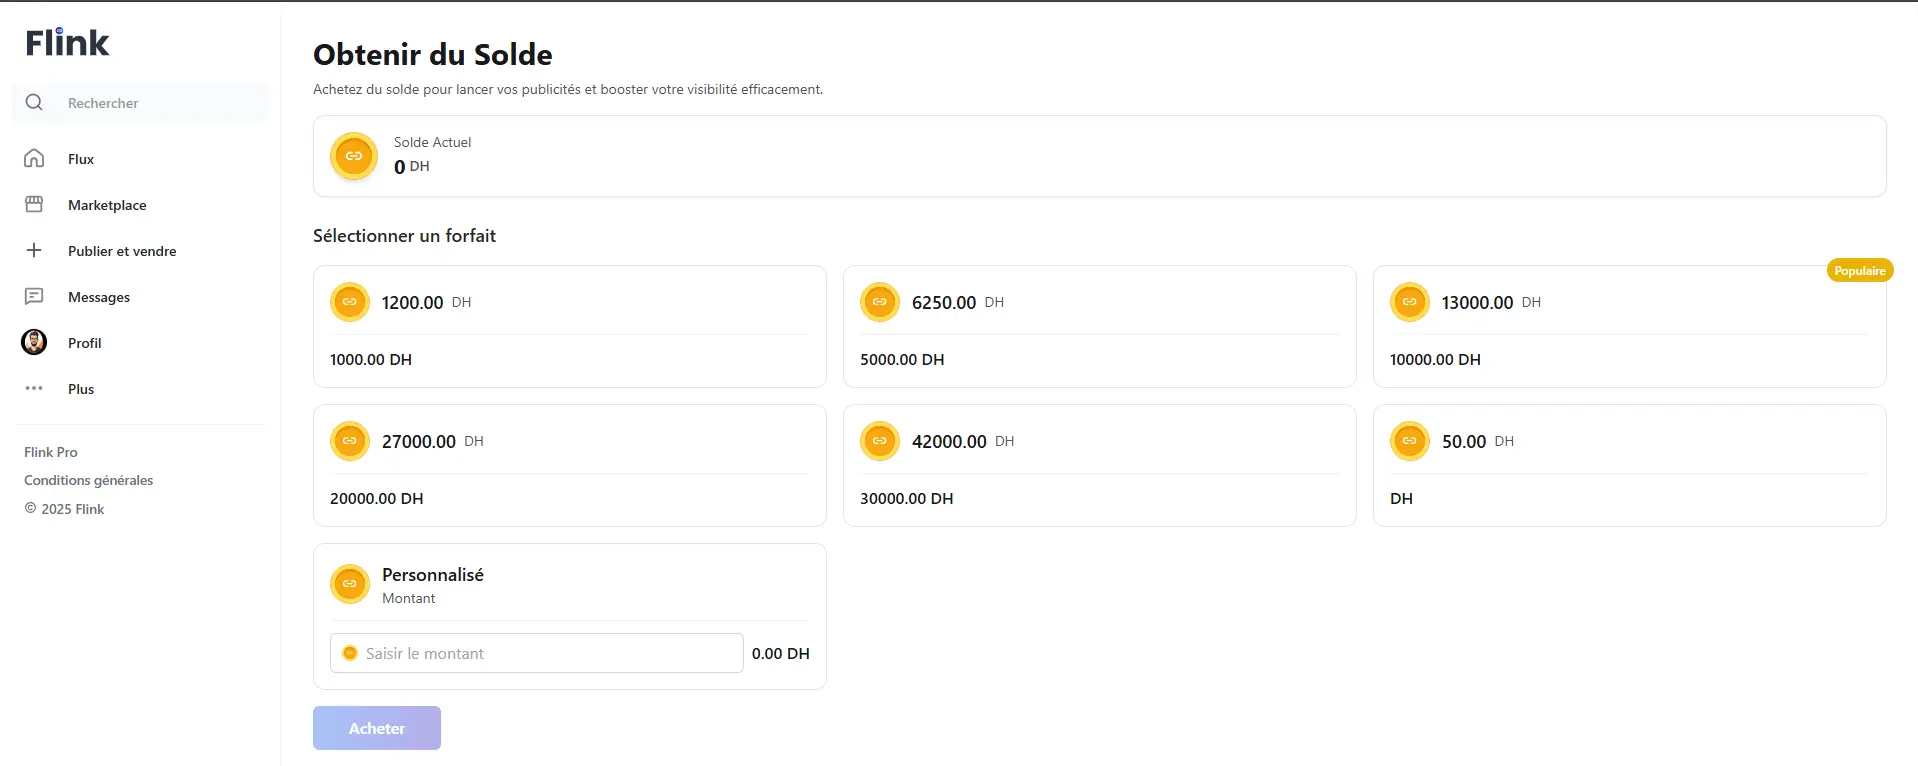 Flink
Rechercher
Flux
Marketplace
Publier et vendre
Messages
Profil
Plus
Flink Pro
Conditions générales
© 2025 Flink
Obtenir du Solde
Achetez du solde pour lancer vos publicités et booster votre visibilité efficacement.
Solde Actuel
0 DH
Sélectionner un forfait
1200.00 DH
1000.00 DH
6250.00 DH
5000.00 DH
Populaire
13000.00 DH
10000.00 DH
27000.00 DH
20000.00 DH
42000.00 DH
30000.00 DH
50.00 DH
DH
Personnalisé
Montant
Saisir le montant
0.00 DH
Acheter